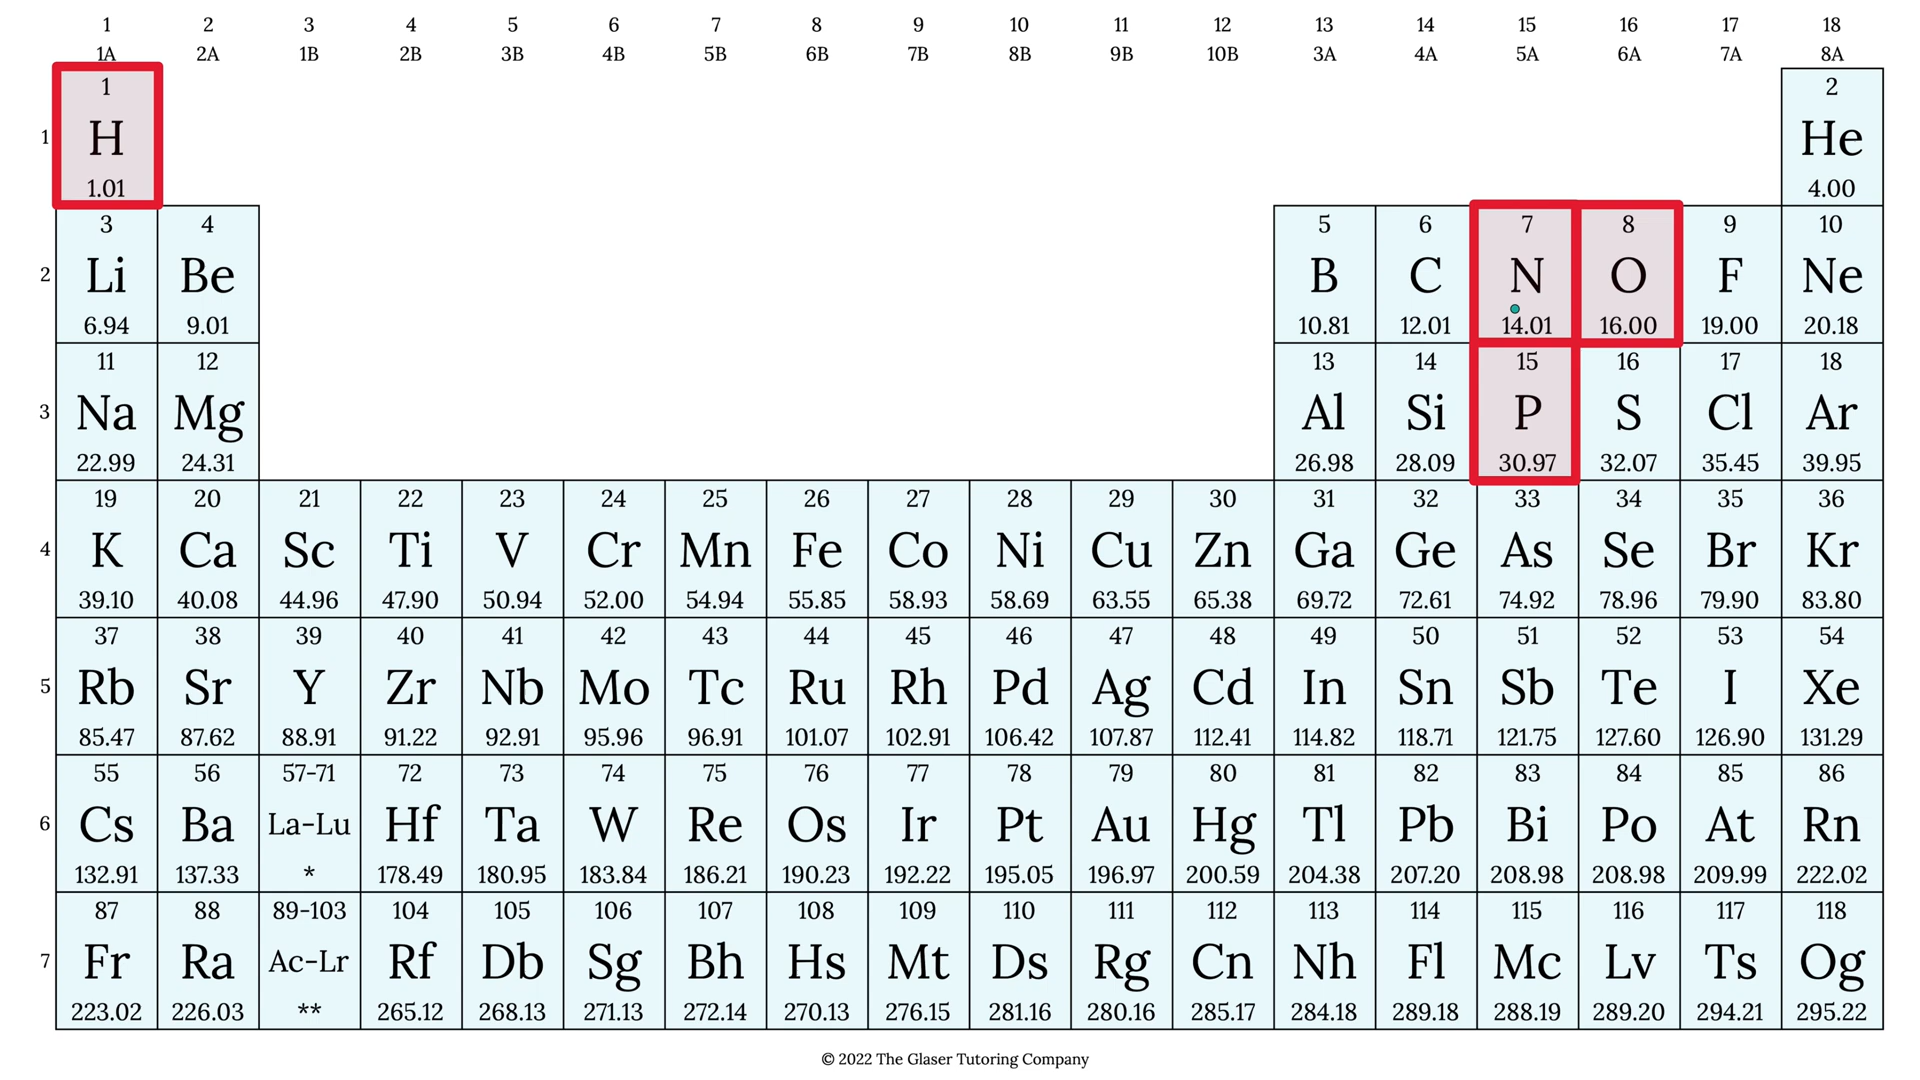 1 2 3 4 5 6 7 8 9 10 11 12 13 14 15 16 17 18
1A 2A 1B 2B 3B 4B 5B 6B 7B 8B 9B 10B 3A 4A 5A 6A 7A 8A
1 2
1 H He
1.01 4.00
3 4 5 6 7 8 9 10
2 Li Be B C N O F Ne
6.94 9.01 10.81 12.01 14.01 16.00 19.00 20.18
11 12 13 14 15 16 17 18
3 Na Mg Al Si P S Cl Ar
22.99 24.31 26.98 28.09 30.97 32.07 35.45 39.95
19 20 21 22 23 24 25 26 27 28 29 30 31 32 33 34 35 36
4 K Ca Sc Ti V Cr Mn Fe Co Ni Cu Zn Ga Ge As Se Br Kr
39.10 40.08 44.96 47.90 50.94 52.00 54.94 55.85 58.93 58.69 63.55 65.38 69.72 72.61 74.92 78.96 79.90 83.80
37 38 39 40 41 42 43 44 45 46 47 48 49 50 51 52 53 54
5 Rb Sr Y Zr Nb Mo Tc Ru Rh Pd Ag Cd In Sn Sb Te I Xe
85.47 87.62 88.91 91.22 92.91 95.96 96.91 101.07 102.91 106.42 107.87 112.41 114.82 118.71 121.75 127.60 126.90 131.29
55 56 57-71 72 73 74 75 76 77 78 79 80 81 82 83 84 85 86
6 Cs Ba La-Lu Hf Ta W Re Os Ir Pt Au Hg Tl Pb Bi Po At Rn
132.91 137.33 * 178.49 180.95 183.84 186.21 190.23 192.22 195.05 196.97 200.59 204.38 207.20 208.98 208.98 209.99 222.02
87 88 89-103 104 105 106 107 108 109 110 111 112 113 114 115 116 117 118
7 Fr Ra Ac-Lr Rf Db Sg Bh Hs Mt Ds Rg Cn Nh Fl Mc Lv Ts Og
223.02 226.03 ** 265.12 268.13 271.13 272.14 270.13 276.15 281.16 280.16 285.17 284.18 289.18 288.19 289.20 294.21 295.22
© 2022 The Glaser Tutoring Company